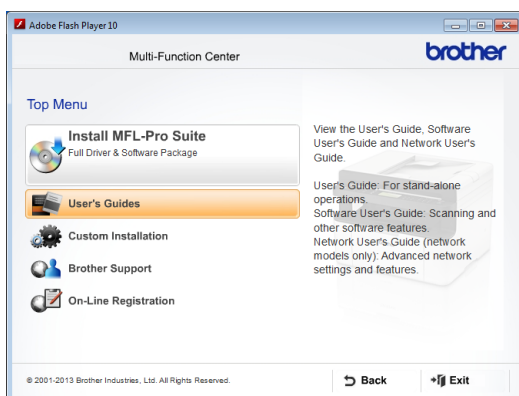 Adobe Flash Player 10
Multi-Function Center
brother
Top Menu
Install MFL-Pro Suite
Full Driver & Software Package
User's Guides
Custom Installation
Brother Support
On-Line Registration
View the User's Guide, Software
User's Guide and Network User's
Guide.
User's Guide: For stand-alone
operations.
Software User's Guide: Scanning and
other software features.
Network User's Guide (network
models only): Advanced network
settings and features.
© 2001-2013 Brother Industries, Ltd. All Rights Reserved.
Back
Exit